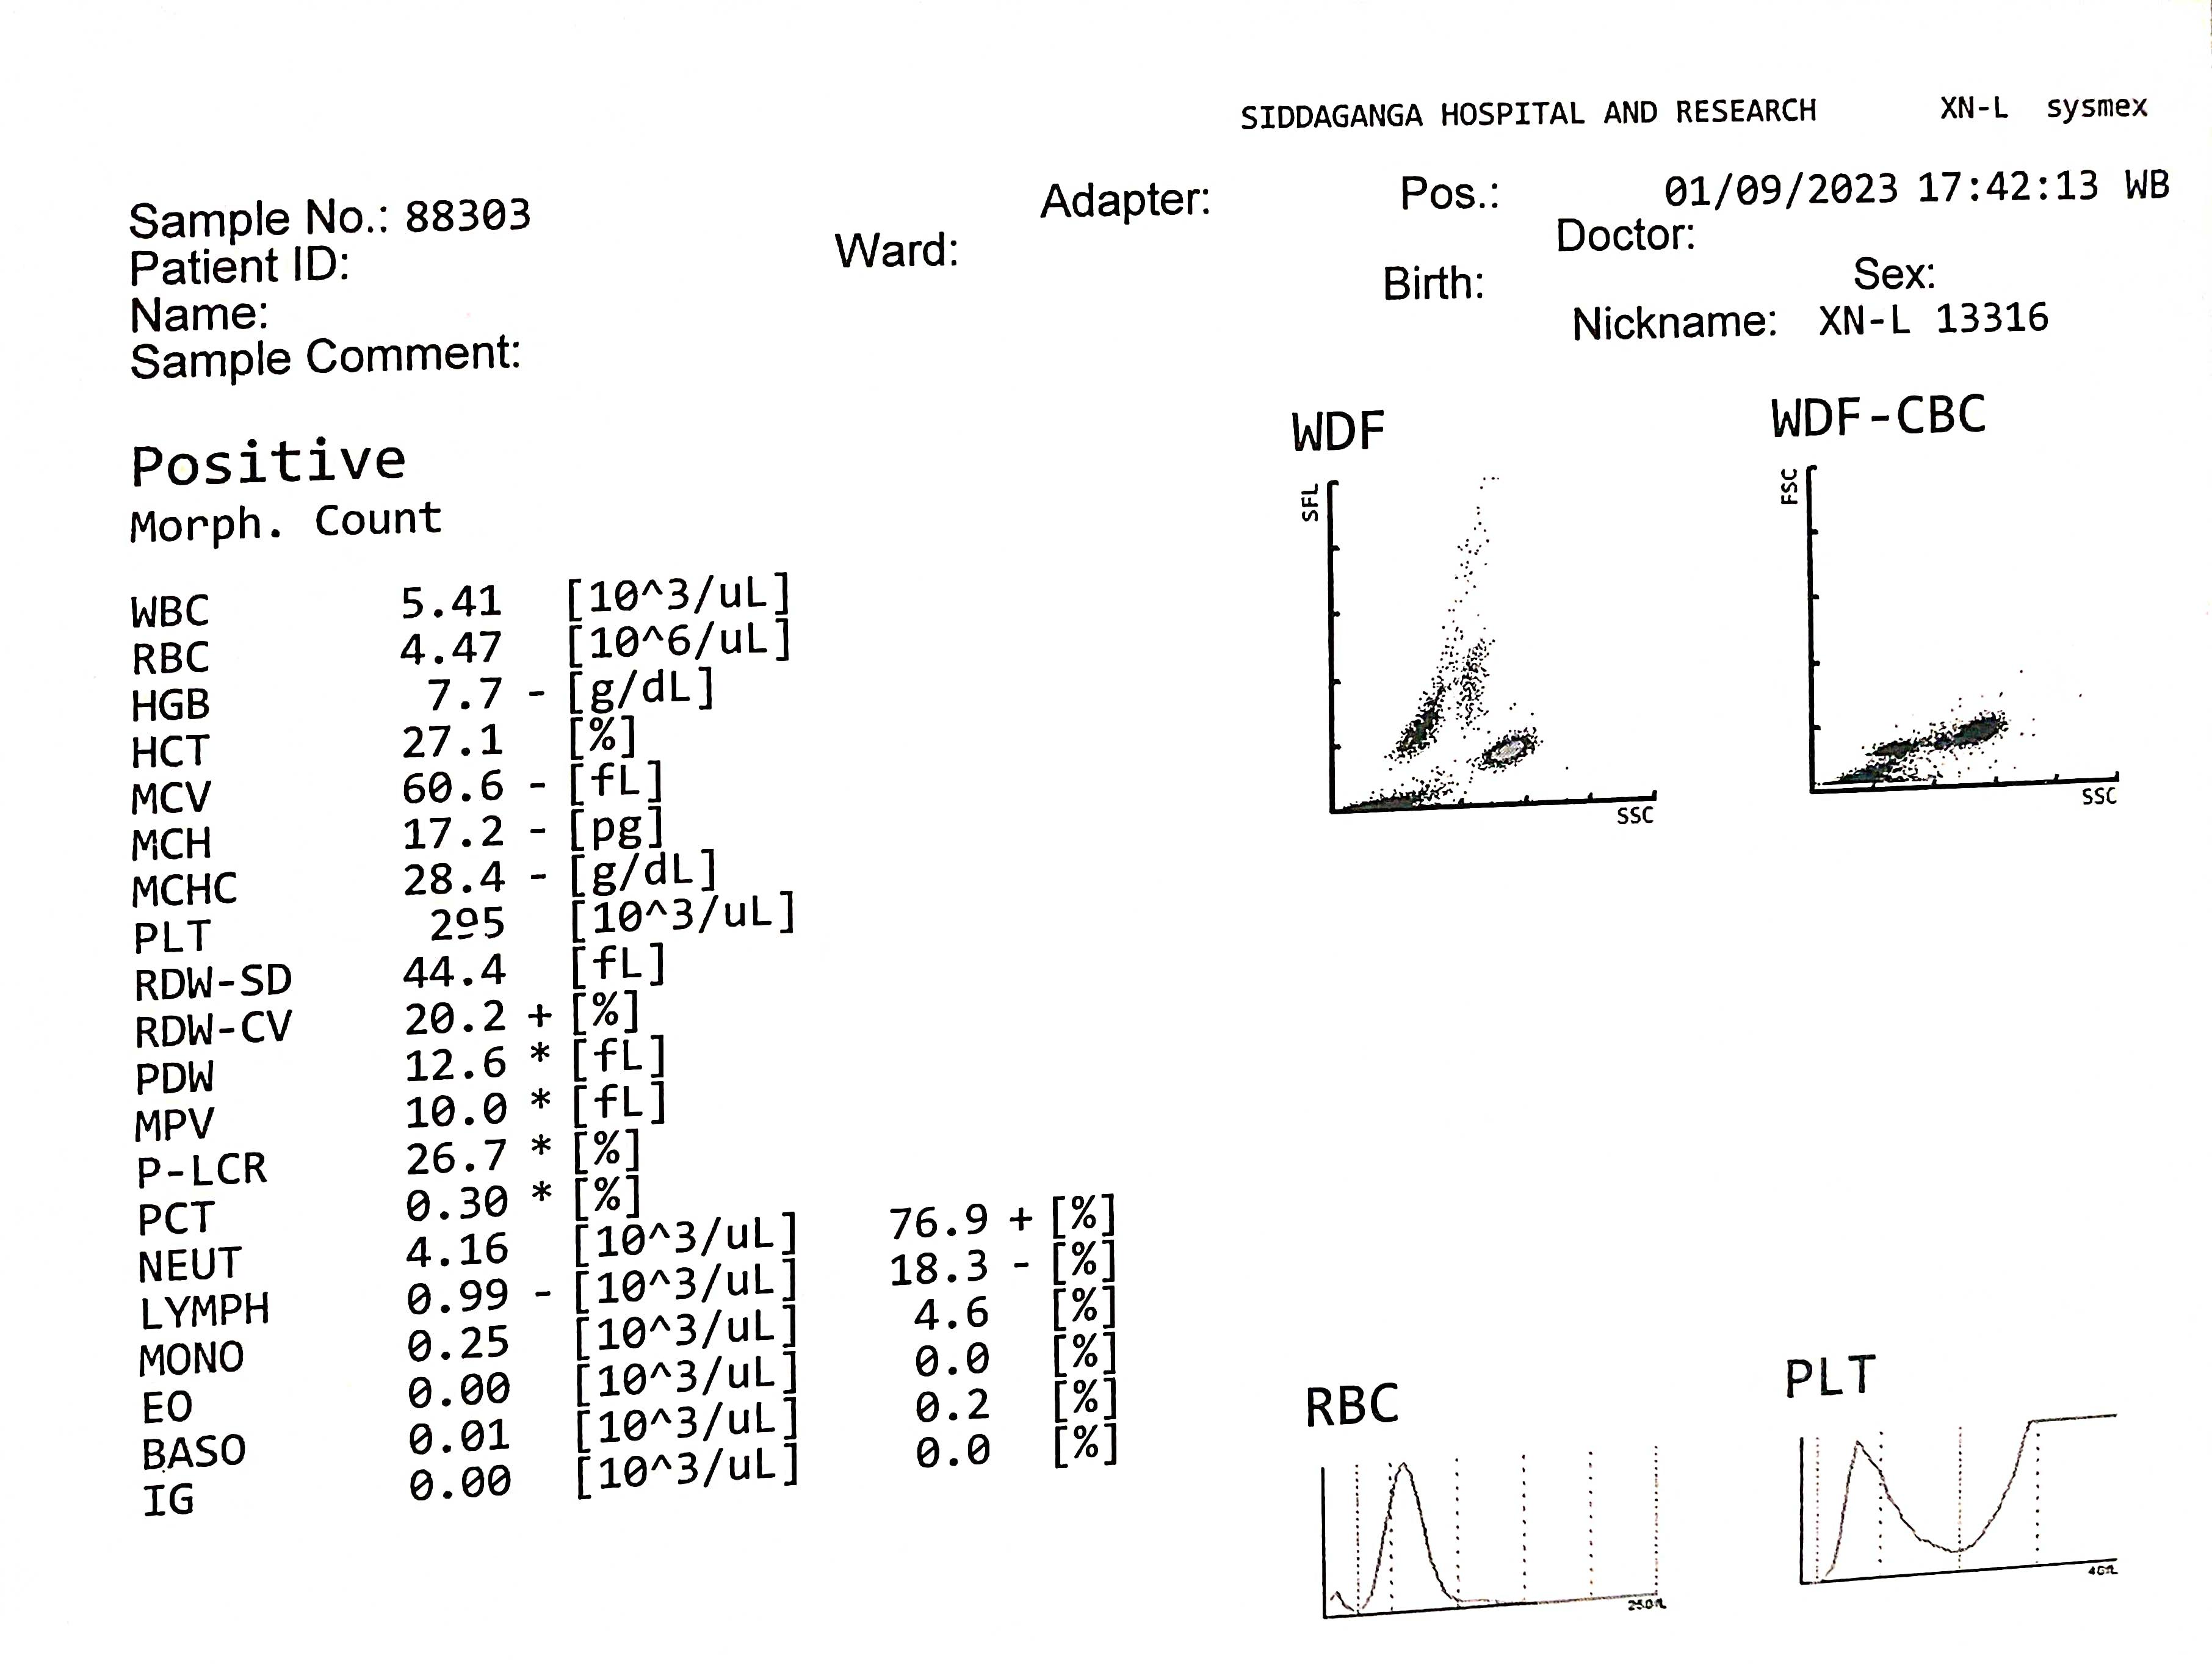 SIDDAGANGA HOSPITAL AND RESEARCH XN-L sysmex
Sample No.: 88303 Adapter: Pos.: 01/09/2023 17:42:13 WB
Patient ID: Ward: Doctor:
Name: Birth: Sex:
Sample Comment: Nickname: XN-L 13316
Positive
Morph. Count
WBC 5.41 [10^3/uL]
RBC 4.47 [10^6/uL]
HGB 7.7 - [g/dL]
HCT 27.1 [%]
MCV 60.6 - [fL]
MCH 17.2 - [pg]
MCHC 28.4 - [g/dL]
PLT 295 [10^3/uL]
RDW-SD 44.4 [fL]
RDW-CV 20.2 + [%]
PDW 12.6 * [fL]
MPV 10.0 * [fL]
P-LCR 26.7 * [%]
PCT 0.30 * [%]
NEUT 4.16 [10^3/uL] 76.9 + [%]
LYMPH 0.99 - [10^3/uL] 18.3 - [%]
MONO 0.25 [10^3/uL] 4.6 [%]
EO 0.00 [10^3/uL] 0.0 [%]
BASO 0.01 [10^3/uL] 0.2 [%]
IG 0.00 [10^3/uL] 0.0 [%]
WDF
SFL
SSC
WDF-CBC
FSC
SSC
RBC
250fL
PLT
40fL